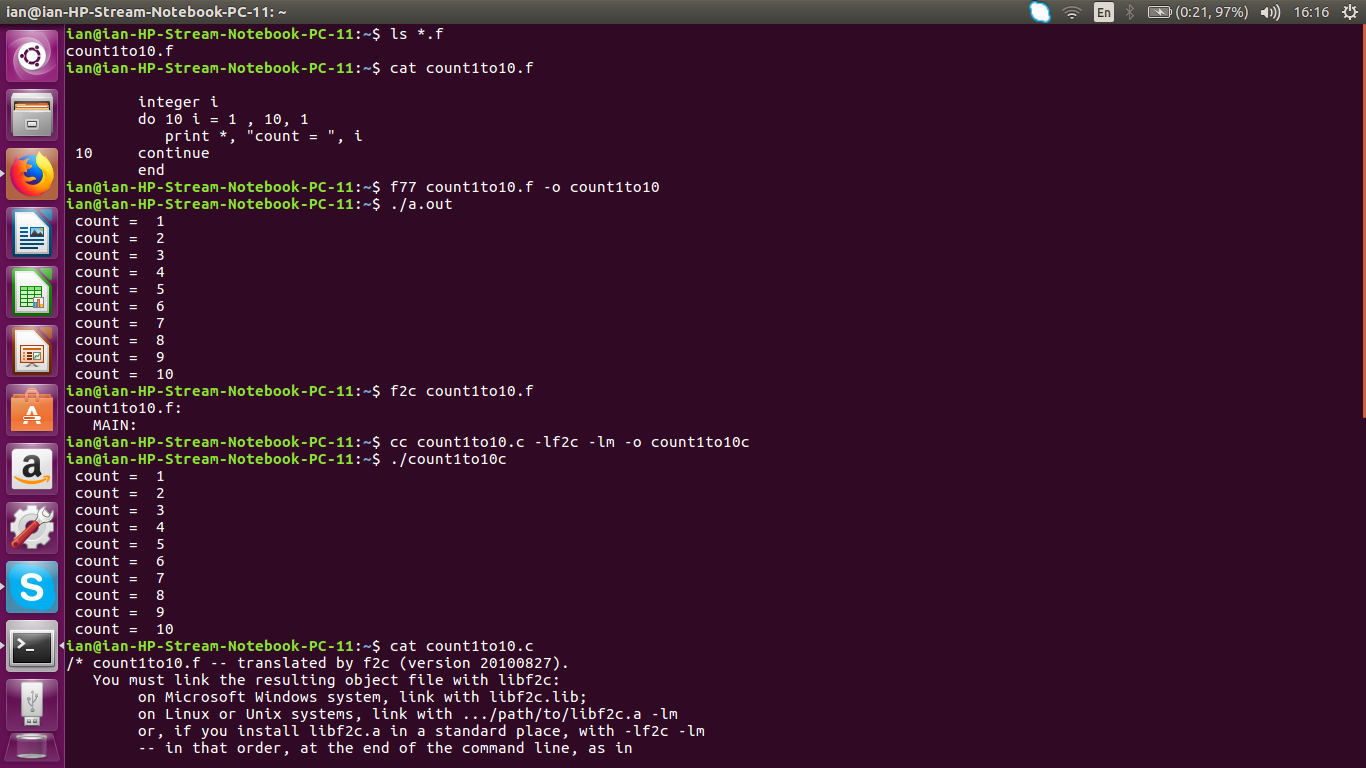 ian@ian-HP-Stream-Notebook-PC-11: ~
En
(0:21, 97%)
16:16
ian@ian-HP-Stream-Notebook-PC-11:~$ ls *.f
count1to10.f
ian@ian-HP-Stream-Notebook-PC-11:~$ cat count1to10.f
integer i
do 10 i = 1 , 10, 1
print *, "count = ", i
10 continue
end
ian@ian-HP-Stream-Notebook-PC-11:~$ f77 count1to10.f -o count1to10
ian@ian-HP-Stream-Notebook-PC-11:~$ ./a.out
count = 1
count = 2
count = 3
count = 4
count = 5
count = 6
count = 7
count = 8
count = 9
count = 10
ian@ian-HP-Stream-Notebook-PC-11:~$ f2c count1to10.f
count1to10.f:
MAIN:
ian@ian-HP-Stream-Notebook-PC-11:~$ cc count1to10.c -lf2c -lm -o count1to10c
ian@ian-HP-Stream-Notebook-PC-11:~$ ./count1to10c
count = 1
count = 2
count = 3
count = 4
count = 5
count = 6
count = 7
count = 8
count = 9
count = 10
ian@ian-HP-Stream-Notebook-PC-11:~$ cat count1to10.c
/* count1to10.f -- translated by f2c (version 20100827).
You must link the resulting object file with libf2c:
on Microsoft Windows system, link with libf2c.lib;
on Linux or Unix systems, link with .../path/to/libf2c.a -lm
or, if you install libf2c.a in a standard place, with -lf2c -lm
-- in that order, at the end of the command line, as in